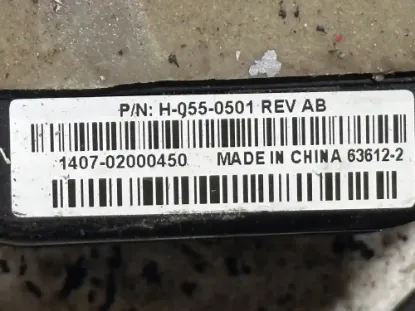 P/N: H-055-0501 REV AB
1407-02000450 MADE IN CHINA 63612-2